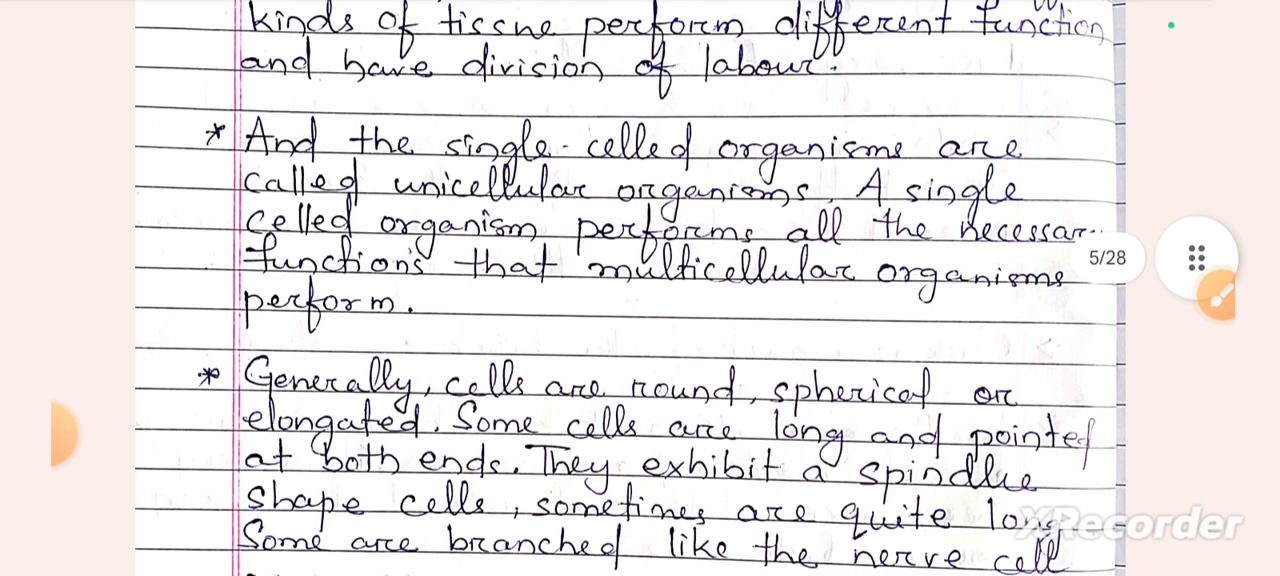 kinds of tissue perform different function
and have division of labour.
* And the single-celled organisms are
called unicellular organisms. A single
celled organism performs all the necessar
functions that multicellular organisms
perform.
5/28
* Generally, cells are round, spherical or
elongated. Some cells are long and pointed
at both ends. They exhibit a spindle
shape cells, sometimes are quite long
Some are branched like the nerve cell
XRecorder